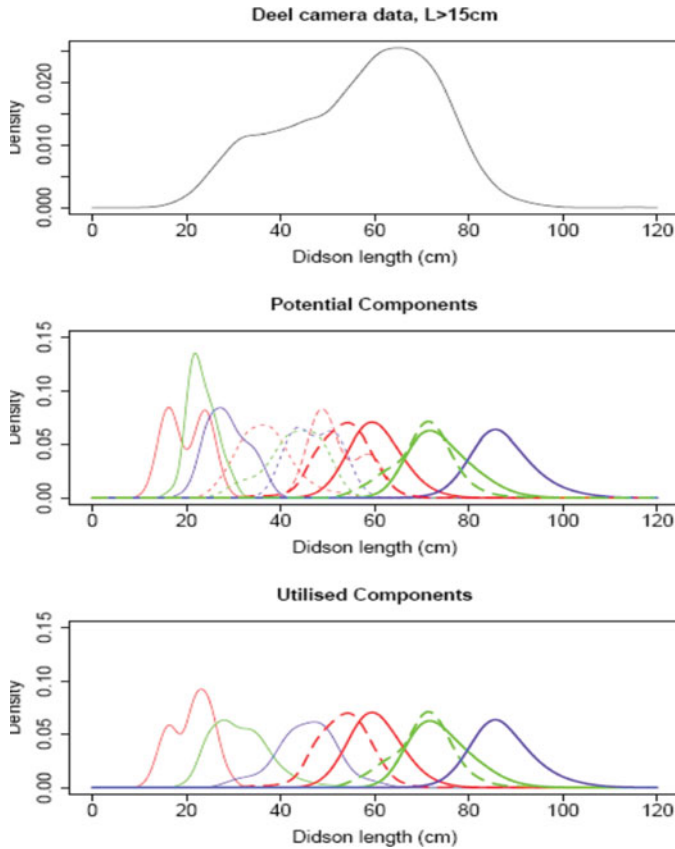 Deel camera data, L>15cm
Density
0.000 0.010 0.020
0 20 40 60 80 100 120
Didson length (cm)
Potential Components
Density
0.00 0.05 0.10 0.15
0 20 40 60 80 100 120
Didson length (cm)
Utilised Components
Density
0.00 0.05 0.10 0.15
0 20 40 60 80 100 120
Didson length (cm)